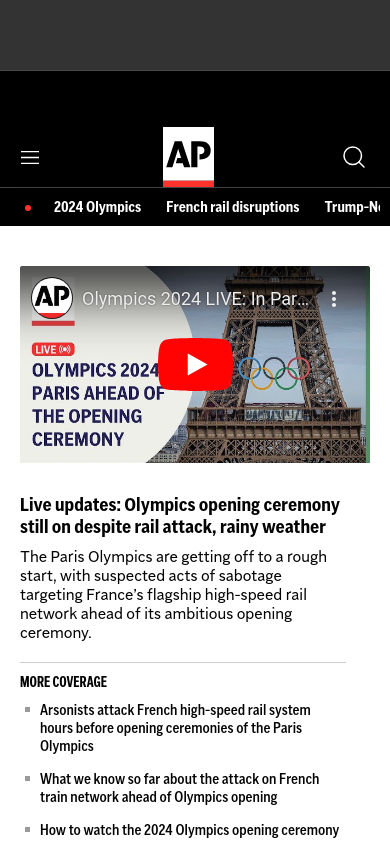 AP
2024 Olympics French rail disruptions Trump-Ne
AP
Olympics 2024 LIVE: In Par...
LIVE
OLYMPICS 2024
PARIS AHEAD OF
THE OPENING
CEREMONY
Live updates: Olympics opening ceremony
still on despite rail attack, rainy weather
The Paris Olympics are getting off to a rough
start, with suspected acts of sabotage
targeting France’s flagship high-speed rail
network ahead of its ambitious opening
ceremony.
MORE COVERAGE
Arsonists attack French high-speed rail system
hours before opening ceremonies of the Paris
Olympics
What we know so far about the attack on French
train network ahead of Olympics opening
How to watch the 2024 Olympics opening ceremony